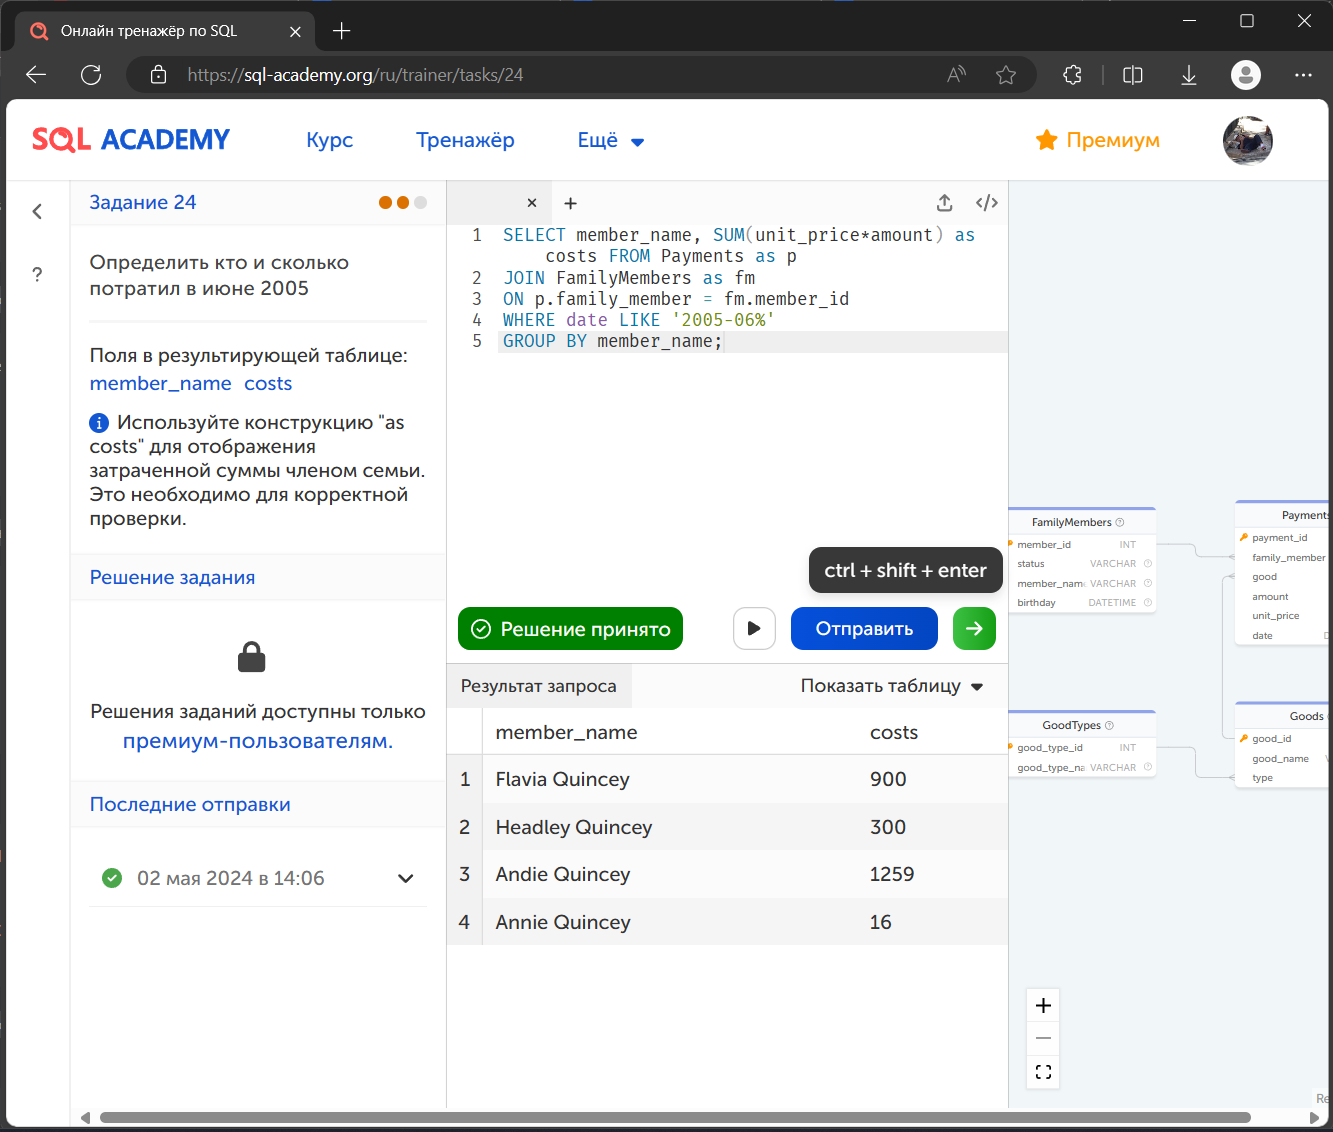 Онлайн тренажёр по SQL
https://sql-academy.org/ru/trainer/tasks/24
SQL ACADEMY
Курс
Тренажёр
Ещё
Премиум
Задание 24
Определить кто и сколько
потратил в июне 2005
Поля в результирующей таблице:
member_name costs
Используйте конструкцию "as
costs" для отображения
затраченной суммы членом семьи.
Это необходимо для корректной
проверки.
Решение задания
Решения заданий доступны только
премиум-пользователям.
Последние отправки
02 мая 2024 в 14:06
1 SELECT member_name, SUM(unit_price*amount) as
costs FROM Payments as p
2 JOIN FamilyMembers as fm
3 ON p.family_member = fm.member_id
4 WHERE date LIKE '2005-06%'
5 GROUP BY member_name;
ctrl + shift + enter
Решение принято
Отправить
Результат запроса
Показать таблицу
member_name costs
1 Flavia Quincey 900
2 Headley Quincey 300
3 Andie Quincey 1259
4 Annie Quincey 16
FamilyMembers
member_id INT
status VARCHAR
member_name VARCHAR
birthday DATETIME
Payments
payment_id
family_member
good
amount
unit_price
date D
GoodTypes
good_type_id INT
good_type_na VARCHAR
Goods
good_id
good_name
type
Re